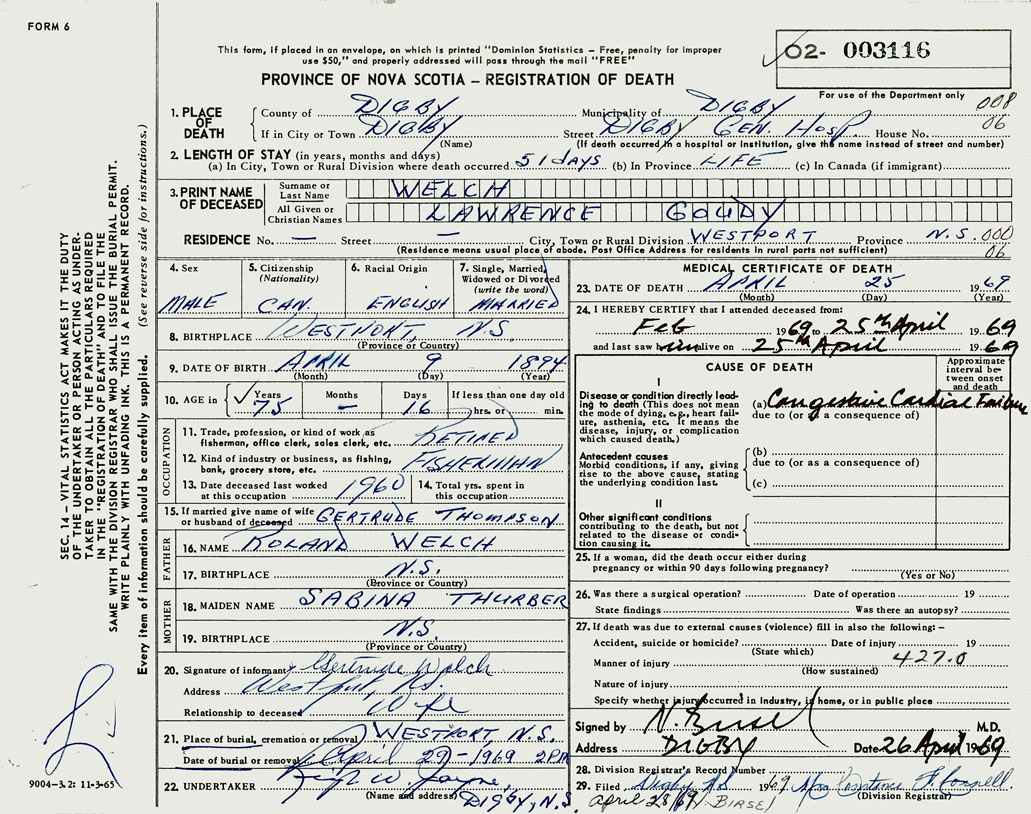 FORM 6
This form, if placed in an envelope, on which is printed "Dominion Statistics – Free, penalty for improper
use $50," and properly addressed will pass through the mail "FREE"
PROVINCE OF NOVA SCOTIA – REGISTRATION OF DEATH
02- 003116
For use of the Department only
008
06
1. PLACE OF DEATH
County of DIGBY Municipality of DIGBY
If in City or Town DIGBY Street DIGBY GEN. HOSP. House No.
(Name) (If death occurred in a hospital or institution, give the name instead of street and number)
2. LENGTH OF STAY (in years, months and days)
(a) In City, Town or Rural Division where death occurred 51 days (b) In Province LIFE (c) In Canada (if immigrant)
3. PRINT NAME OF DECEASED
Surname or Last Name WELCH
All Given or Christian Names LAWRENCE GOUDY
RESIDENCE No. — Street — City, Town or Rural Division WESTPORT Province N.S. 000
(Residence means usual place of abode. Post Office Address for residents in rural parts not sufficient) 06
4. Sex
MALE
5. Citizenship (Nationality)
CAN.
6. Racial Origin
ENGLISH
7. Single, Married, Widowed or Divorced (write the word)
MARRIED
8. BIRTHPLACE WESTPORT, N.S.
(Province or Country)
9. DATE OF BIRTH APRIL 9 1894
(Month) (Day) (Year)
10. AGE in Years Months Days If less than one day old
75 — 16 hrs. or min.
OCCUPATION
11. Trade, profession, or kind of work as
fisherman, office clerk, sales clerk, etc. RETIRED
12. Kind of industry or business, as fishing,
bank, grocery store, etc. FISHERMAN
13. Date deceased last worked
at this occupation 1960
14. Total yrs. spent in
this occupation
15. If married give name of wife
or husband of deceased GERTRUDE THOMPSON
FATHER
16. NAME ROLAND WELCH
17. BIRTHPLACE N.S.
(Province or Country)
MOTHER
18. MAIDEN NAME SABINA THURBER
19. BIRTHPLACE N.S.
(Province or Country)
20. Signature of informant Gertrude Welch
Address Westport, N.S.
Relationship to deceased Wife
21. Place of burial, cremation or removal WESTPORT, N.S.
Date of burial or removal April 29 - 1969 2 PM
22. UNDERTAKER
(Name and address) DIGBY, N.S.
MEDICAL CERTIFICATE OF DEATH
23. DATE OF DEATH APRIL 25 1969
(Month) (Day) (Year)
24. I HEREBY CERTIFY that I attended deceased from:
Feb 1969 to 25th April 1969
and last saw him alive on 25th April 1969
CAUSE OF DEATH
Approximate interval between onset and death
I
Disease or condition directly leading to death (This does not mean the mode of dying, e.g., heart failure, asthenia, etc. It means the disease, injury, or complication which caused death.)
(a) Congestive Cardial Failure
due to (or as a consequence of)
Antecedent causes
Morbid conditions, if any, giving rise to the above cause, stating the underlying condition last.
(b)
due to (or as a consequence of)
(c)
II
Other significant conditions
contributing to the death, but not related to the disease or condition causing it.
25. If a woman, did the death occur either during
pregnancy or within 90 days following pregnancy?
(Yes or No)
26. Was there a surgical operation? Date of operation 19
State findings Was there an autopsy?
27. If death was due to external causes (violence) fill in also the following: –
Accident, suicide or homicide? Date of injury 19
(State which)
Manner of injury 427.0
(How sustained)
Nature of injury
Specify whether injury occurred in industry, in home, or in public place
Signed by N. Birsel M.D.
Address DIGBY Date 26 April 1969
28. Division Registrar's Record Number
29. Filed Digby NS 1969
(Division Registrar)
April 28/69 BIRSEL
SEC. 14 – VITAL STATISTICS ACT MAKES IT THE DUTY
OF THE UNDERTAKER OR PERSON ACTING AS UNDER-
TAKER TO OBTAIN ALL THE PARTICULARS REQUIRED
IN THE "REGISTRATION OF DEATH" AND TO FILE THE
SAME WITH THE DIVISION REGISTRAR WHO SHALL ISSUE THE BURIAL PERMIT.
WRITE PLAINLY WITH UNFADING INK. THIS IS A PERMANENT RECORD.
Every item of information should be carefully supplied. (See reverse side for instructions.)
9004–3.2: 11-3-65